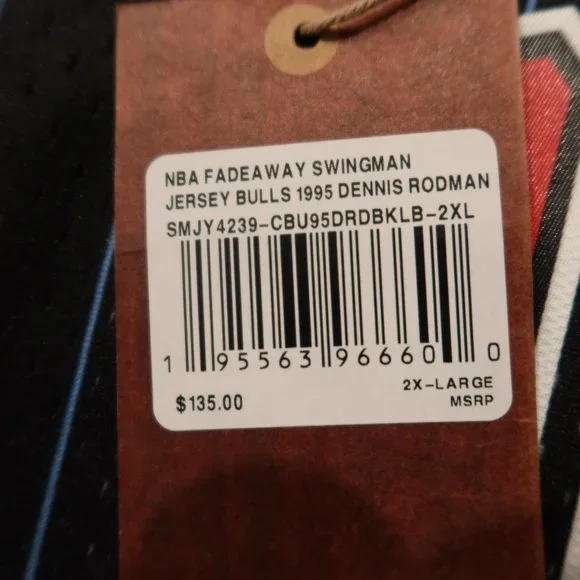 NBA FADEAWAY SWINGMAN
JERSEY BULLS 1995 DENNIS RODMAN
SMJY4239-CBU95DRDBKLB-2XL
1 95563 96660 0
$135.00
2X-LARGE
MSRP